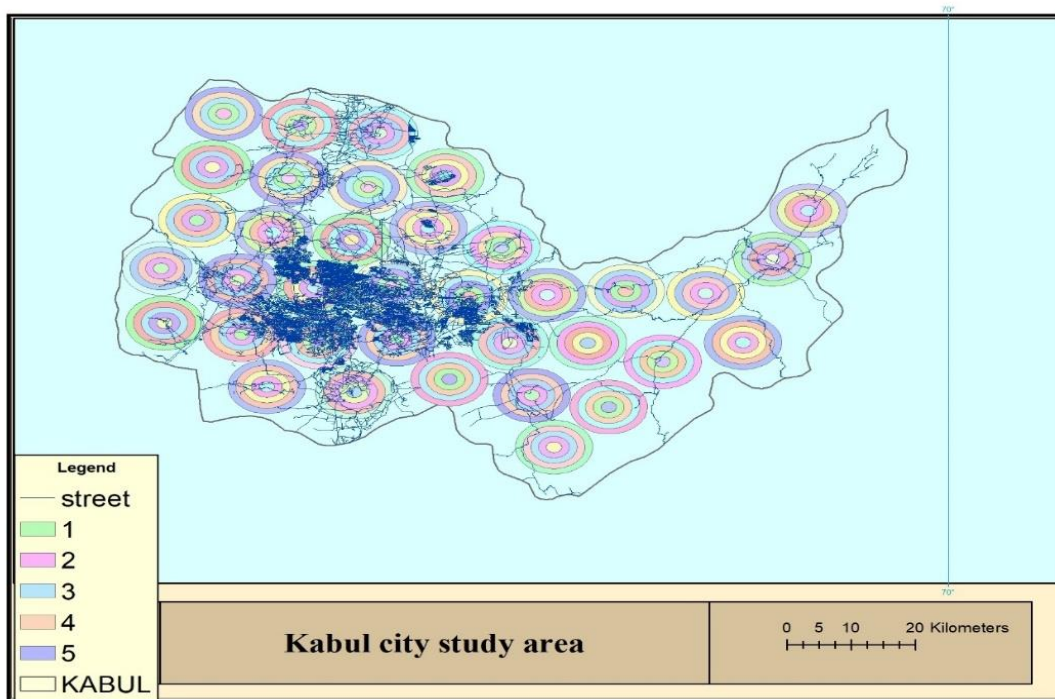 70°
Legend
street
1
2
3
4
5
KABUL
70°
Kabul city study area
0 5 10 20 Kilometers